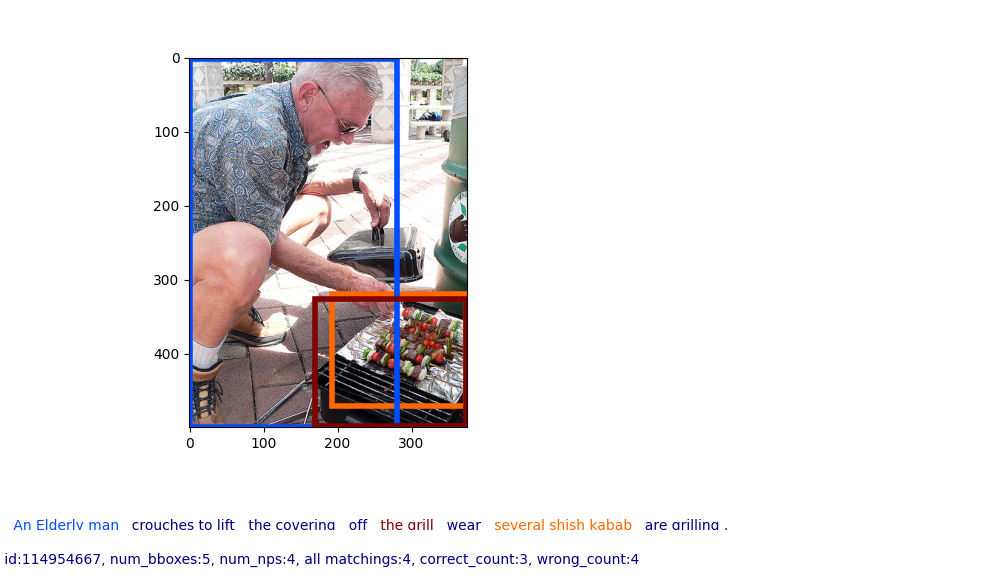 0
100
200
300
400
0 100 200 300
An Elderly man crouches to lift the covering off the grill wear several shish kabab are grilling .
id:114954667, num_bboxes:5, num_nps:4, all matchings:4, correct_count:3, wrong_count:4